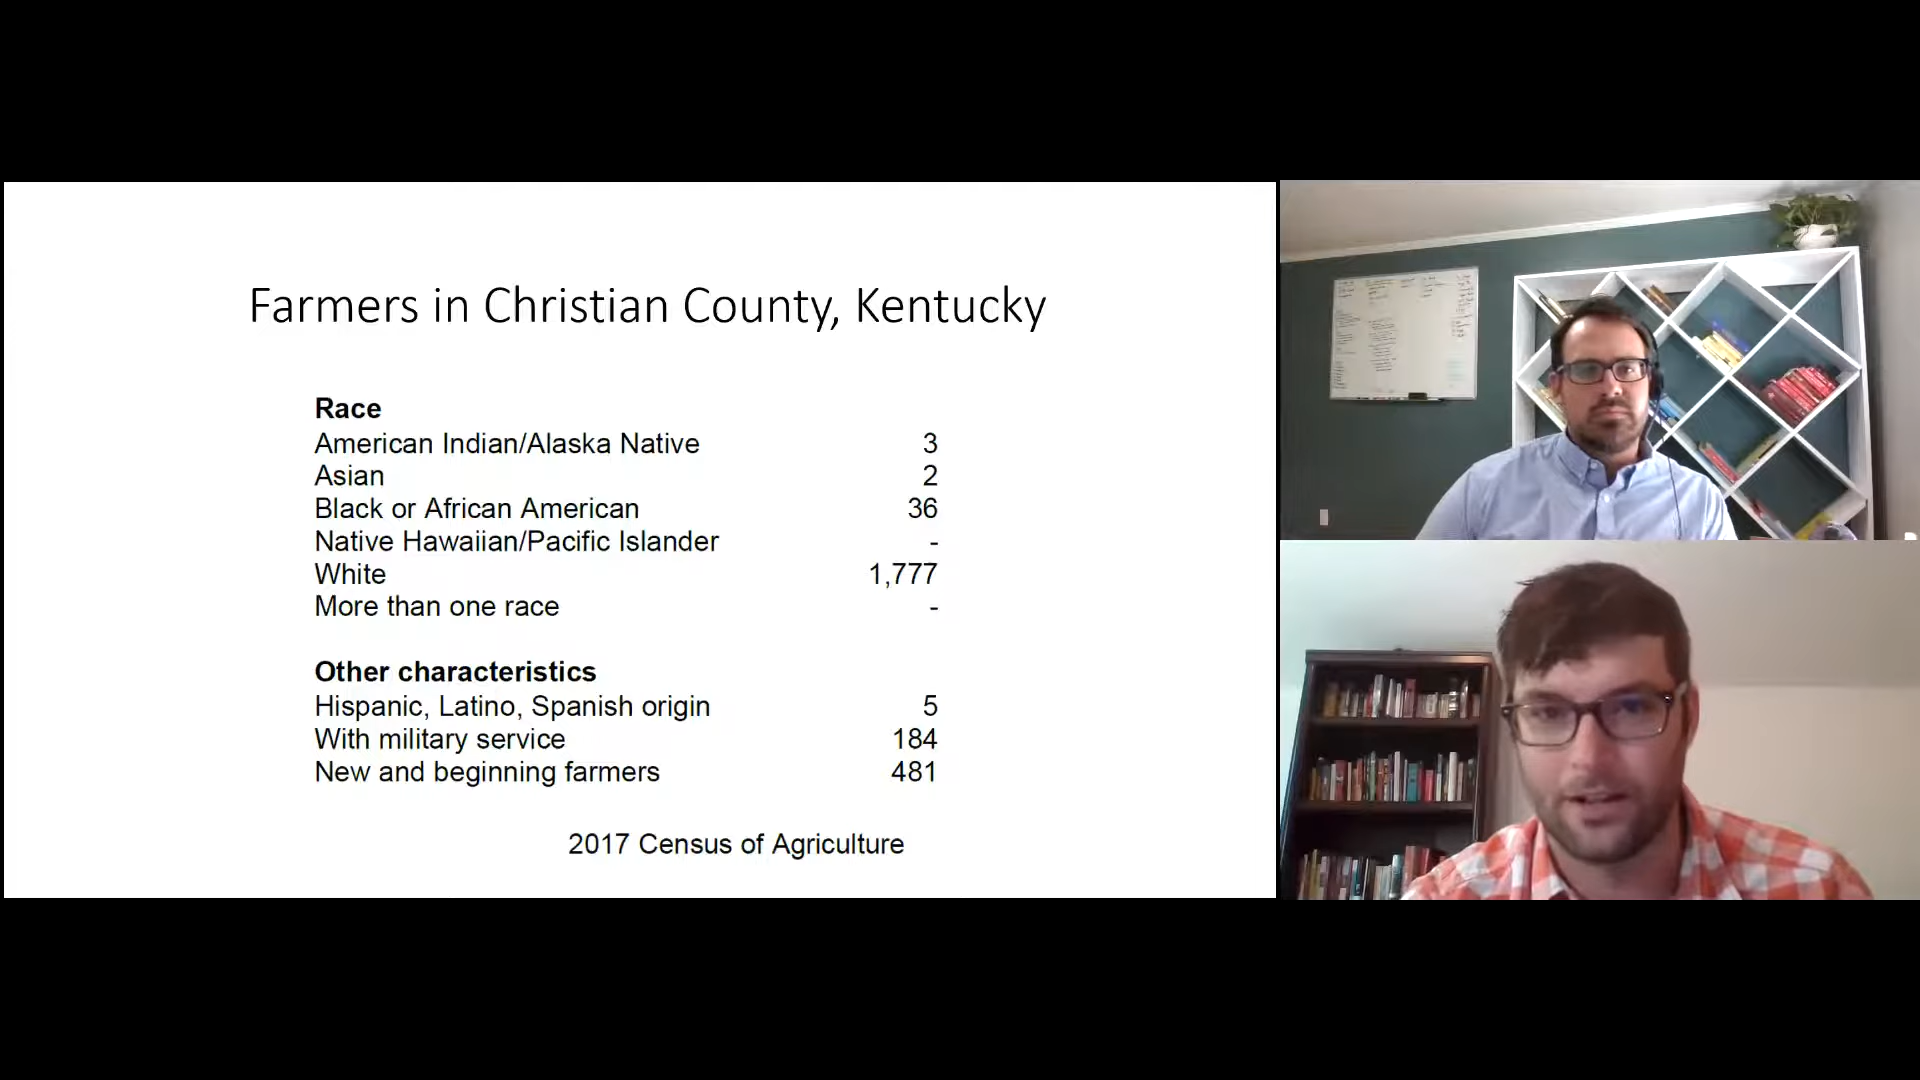 Farmers in Christian County, Kentucky
Race
American Indian/Alaska Native 3
Asian 2
Black or African American 36
Native Hawaiian/Pacific Islander -
White 1,777
More than one race -
Other characteristics
Hispanic, Latino, Spanish origin 5
With military service 184
New and beginning farmers 481
2017 Census of Agriculture